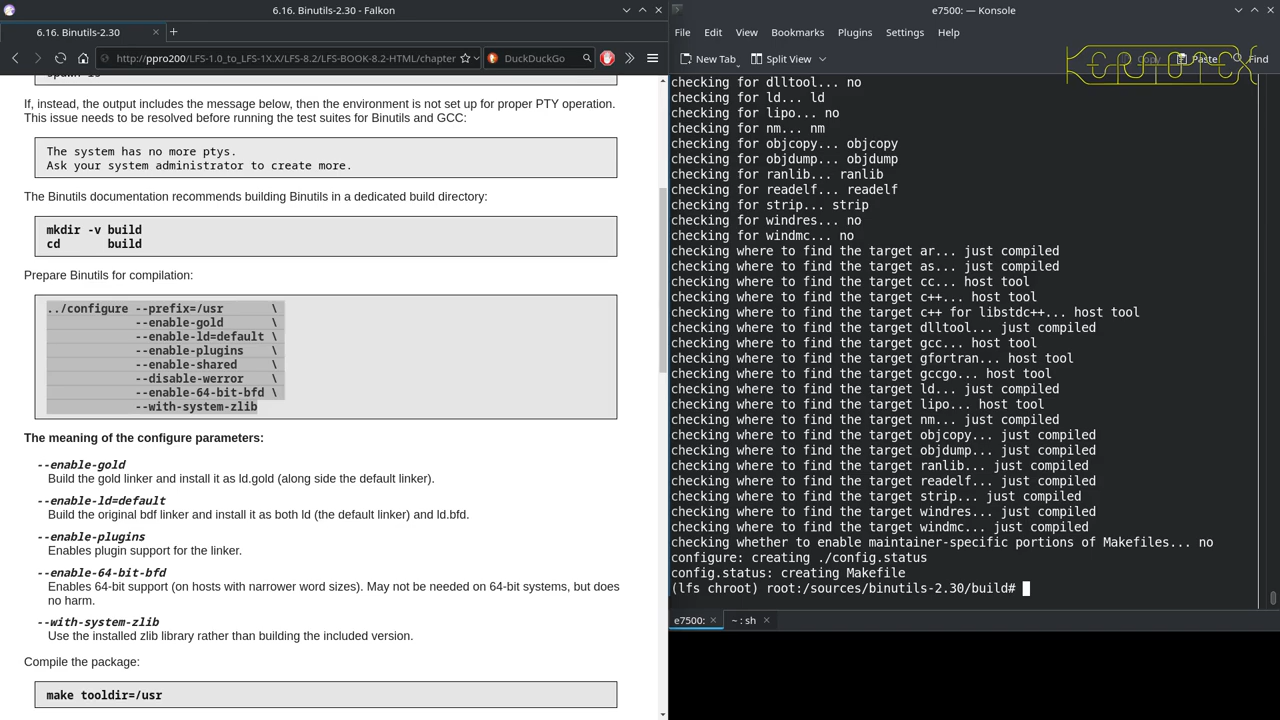 6.16. Binutils-2.30 - Falkon
6.16. Binutils-2.30
http://ppro200/LFS-1.0_to_LFS-1X.X/LFS-8.2/LFS-BOOK-8.2-HTML/chapter
DuckDuckGo
If, instead, the output includes the message below, then the environment is not set up for proper PTY operation.
This issue needs to be resolved before running the test suites for Binutils and GCC:
The system has no more ptys.
Ask your system administrator to create more.
The Binutils documentation recommends building Binutils in a dedicated build directory:
mkdir -v build
cd       build
Prepare Binutils for compilation:
../configure --prefix=/usr       \
--enable-gold       \
--enable-ld=default \
--enable-plugins    \
--enable-shared     \
--disable-werror    \
--enable-64-bit-bfd \
--with-system-zlib
The meaning of the configure parameters:
--enable-gold
Build the gold linker and install it as ld.gold (along side the default linker).
--enable-ld=default
Build the original bdf linker and install it as both ld (the default linker) and ld.bfd.
--enable-plugins
Enables plugin support for the linker.
--enable-64-bit-bfd
Enables 64-bit support (on hosts with narrower word sizes). May not be needed on 64-bit systems, but does
no harm.
--with-system-zlib
Use the installed zlib library rather than building the included version.
Compile the package:
make tooldir=/usr
e7500: — Konsole
File Edit View Bookmarks Plugins Settings Help
New Tab Split View Copy Paste Find
checking for dlltool... no
checking for ld... ld
checking for lipo... no
checking for nm... nm
checking for objcopy... objcopy
checking for objdump... objdump
checking for ranlib... ranlib
checking for readelf... readelf
checking for strip... strip
checking for windres... no
checking for windmc... no
checking where to find the target ar... just compiled
checking where to find the target as... just compiled
checking where to find the target cc... host tool
checking where to find the target c++... host tool
checking where to find the target c++ for libstdc++... host tool
checking where to find the target dlltool... just compiled
checking where to find the target gcc... host tool
checking where to find the target gfortran... host tool
checking where to find the target gccgo... host tool
checking where to find the target ld... just compiled
checking where to find the target lipo... host tool
checking where to find the target nm... just compiled
checking where to find the target objcopy... just compiled
checking where to find the target objdump... just compiled
checking where to find the target ranlib... just compiled
checking where to find the target readelf... just compiled
checking where to find the target strip... just compiled
checking where to find the target windres... just compiled
checking where to find the target windmc... just compiled
checking whether to enable maintainer-specific portions of Makefiles... no
configure: creating ./config.status
config.status: creating Makefile
(lfs chroot) root:/sources/binutils-2.30/build#
e7500: ~ : sh